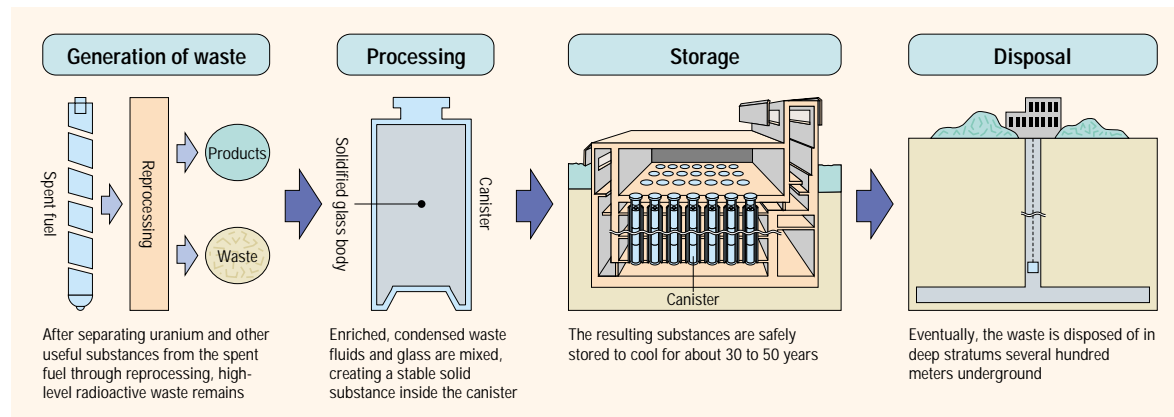 Generation of waste
Spent fuel
Reprocessing
Products
Waste
After separating uranium and other
useful substances from the spent
fuel through reprocessing, high-
level radioactive waste remains
Processing
Solidified glass body
Canister
Enriched, condensed waste
fluids and glass are mixed,
creating a stable solid
substance inside the canister
Storage
Canister
The resulting substances are safely
stored to cool for about 30 to 50 years
Disposal
Eventually, the waste is disposed of in
deep stratums several hundred
meters underground